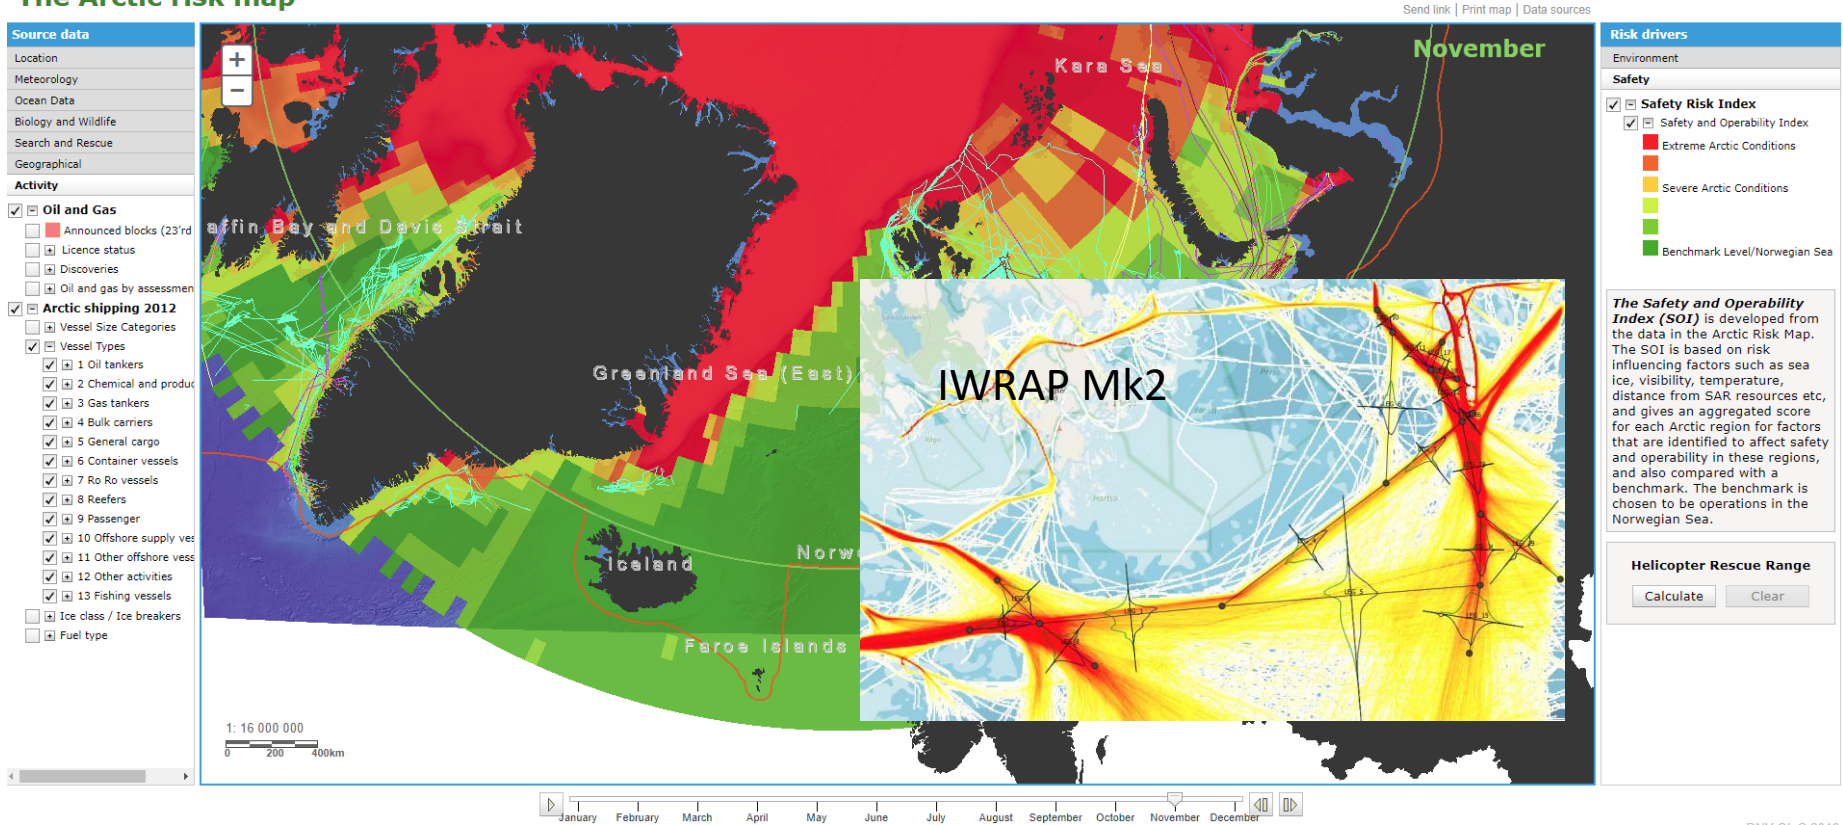 The Arctic risk map
Send link | Print map | Data sources
Source data
Location
Meteorology
Ocean Data
Biology and Wildlife
Search and Rescue
Geographical
Activity
Oil and Gas
Announced blocks (23'rd
Licence status
Discoveries
Oil and gas by assessmen
Arctic shipping 2012
Vessel Size Categories
Vessel Types
1 Oil tankers
2 Chemical and produc
3 Gas tankers
4 Bulk carriers
5 General cargo
6 Container vessels
7 Ro Ro vessels
8 Reefers
9 Passenger
10 Offshore supply ves
11 Other offshore vess
12 Other activities
13 Fishing vessels
Ice class / Ice breakers
Fuel type
+
−
November
Kara Sea
affin Bay and Davis Strait
Greenland Sea (East)
Norwe
Iceland
Faroe Islands
1: 16 000 000
0 200 400km
IWRAP Mk2
January February March April May June July August September October November December
Risk drivers
Environment
Safety
Safety Risk Index
Safety and Operability Index
Extreme Arctic Conditions
Severe Arctic Conditions
Benchmark Level/Norwegian Sea
The Safety and Operability
Index (SOI) is developed from
the data in the Arctic Risk Map.
The SOI is based on risk
influencing factors such as sea
ice, visibility, temperature,
distance from SAR resources etc,
and gives an aggregated score
for each Arctic region for factors
that are identified to affect safety
and operability in these regions,
and also compared with a
benchmark. The benchmark is
chosen to be operations in the
Norwegian Sea.
Helicopter Rescue Range
Calculate
Clear